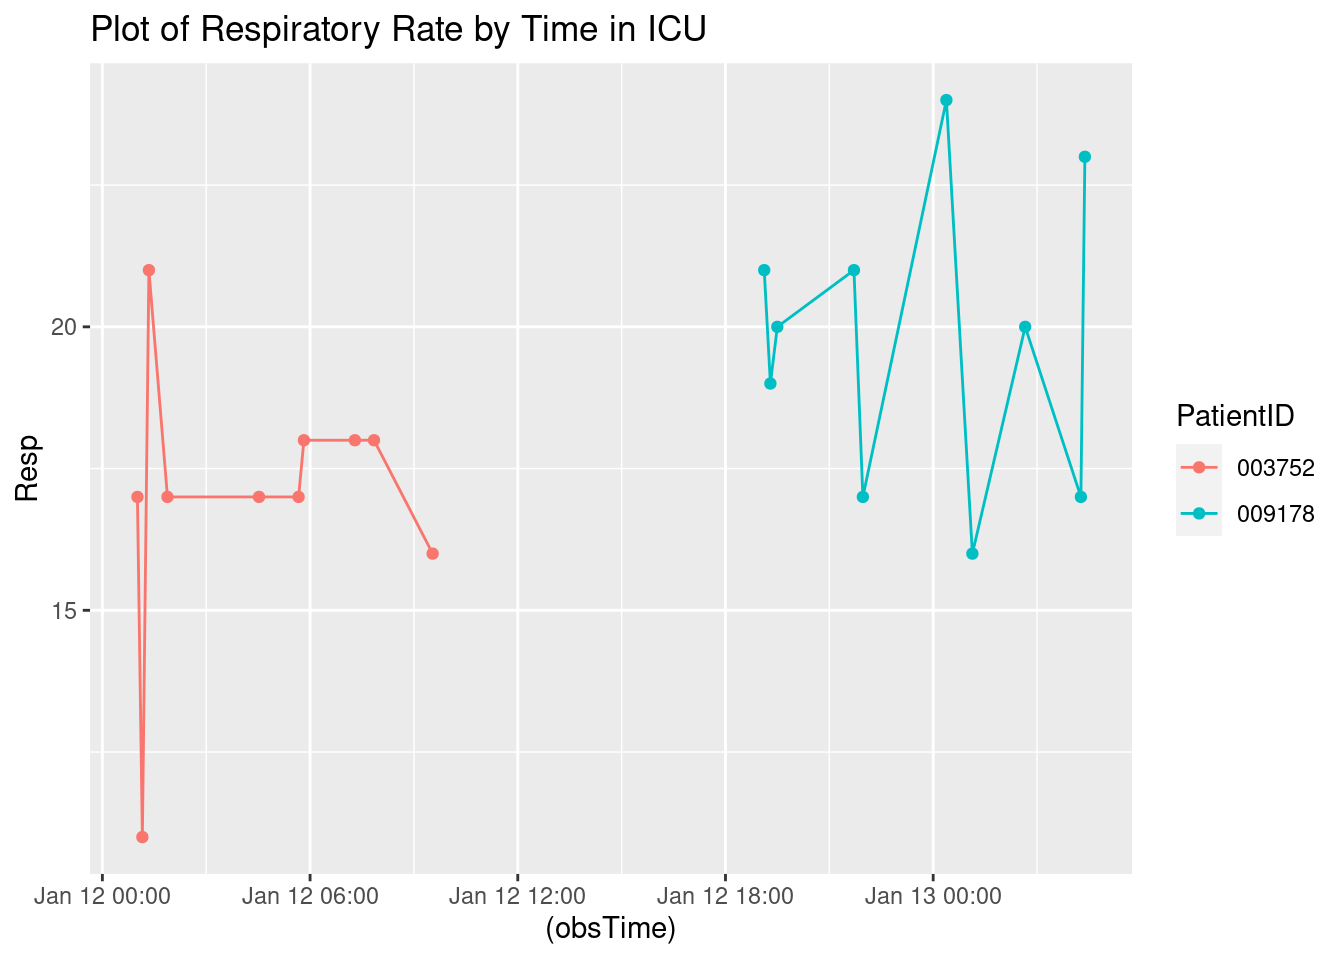 Plot of Respiratory Rate by Time in ICU
Resp
20
15
Jan 12 00:00
Jan 12 06:00
Jan 12 12:00
Jan 12 18:00
Jan 13 00:00
(obsTime)
PatientID
003752
009178